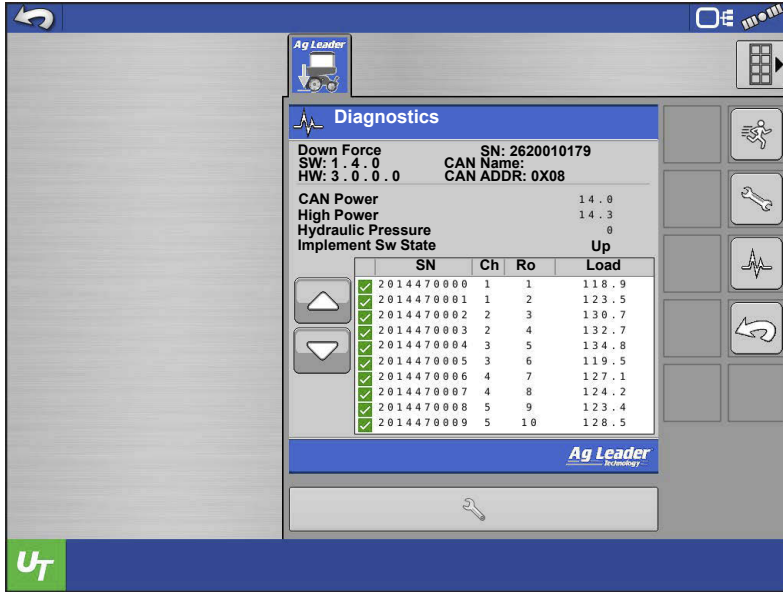 Ag Leader
Diagnostics
Down Force SN: 2620010179
SW: 1.4.0 CAN Name:
HW: 3.0.0.0 CAN ADDR: 0X08
CAN Power 14.0
High Power 14.3
Hydraulic Pressure 0
Implement Sw State Up
SN Ch Ro Load
2014470000 1 1 118.9
2014470001 1 2 123.5
2014470002 2 3 130.7
2014470003 2 4 132.7
2014470004 3 5 134.8
2014470005 3 6 119.5
2014470006 4 7 127.1
2014470007 4 8 124.2
2014470008 5 9 123.4
2014470009 5 10 128.5
Ag Leader
Technology
UT